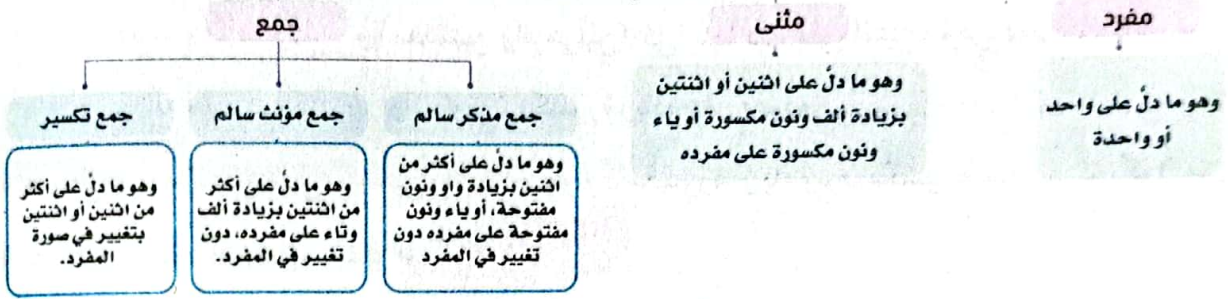 مفرد
وهو ما دلَّ على واحد
أو واحدة
مثنى
وهو ما دلَّ على اثنين أو اثنتين
بزيادة ألف ونون مكسورة أو ياء
ونون مكسورة على مفرده
جمع
جمع مذكر سالم
وهو ما دلَّ على أكثر من
اثنين بزيادة واو ونون
مفتوحة، أو ياء ونون
مفتوحة على مفرده دون
تغيير في المفرد
جمع مؤنث سالم
وهو ما دلَّ على أكثر
من اثنتين بزيادة ألف
وتاء على مفرده، دون
تغيير في المفرد.
جمع تكسير
وهو ما دلَّ على أكثر
من اثنين أو اثنتين
بتغيير في صورة
المفرد.